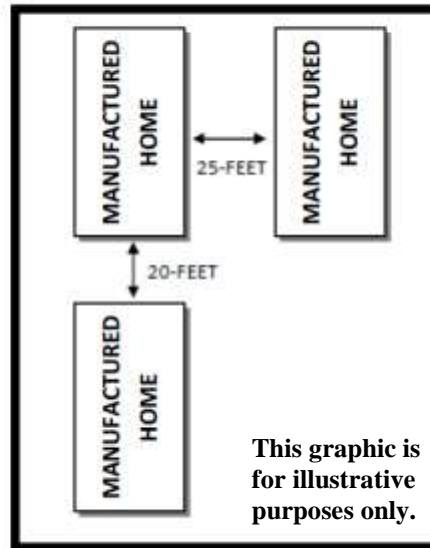 MANUFACTURED
HOME
25-FEET
MANUFACTURED
HOME
20-FEET
MANUFACTURED
HOME
This graphic is
for illustrative
purposes only.